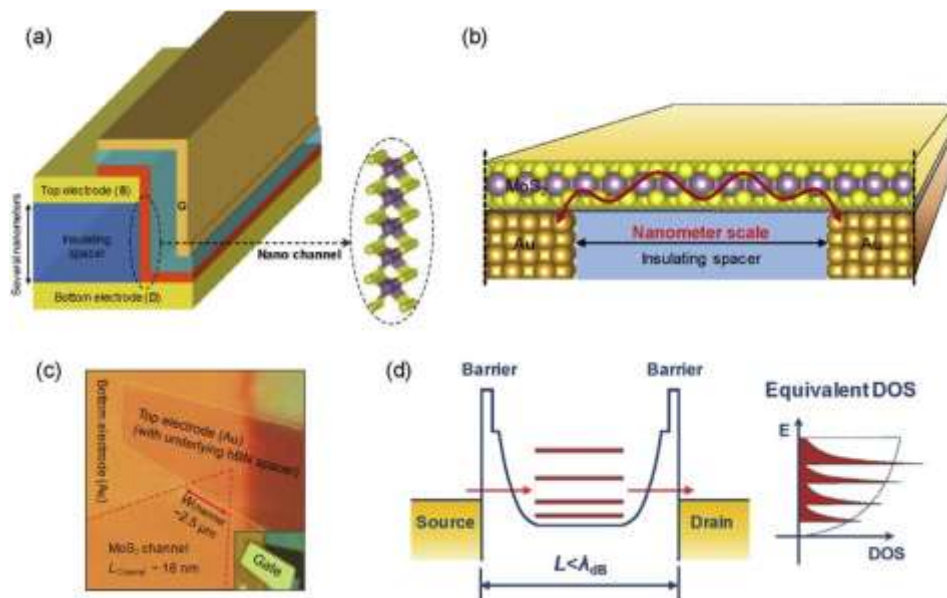 (a)
Top electrode (S)
Several nanometers
Insulating
spacer
G
Nano channel
Bottom electrode (D)
(b)
MoS₂
Au
Nanometer scale
Au
Insulating spacer
(c)
Bottom electrode (Au)
Top electrode (Au)
(with underlying hBN spacer)
~2.5 μm
MoS₂ channel
~ 16 nm
Gate
(d)
Barrier
Barrier
Equivalent DOS
E
Source
Drain
L<λdB
DOS